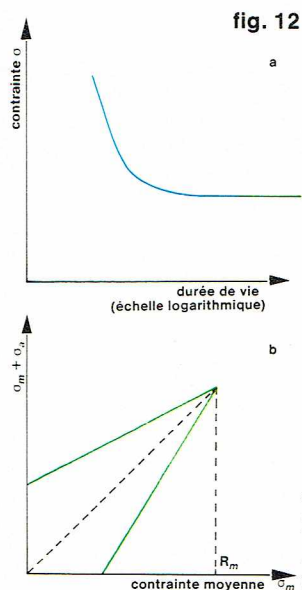 fig. 12
a
contrainte σ
durée de vie
(échelle logarithmique)
b
σm + σa
Rm
contrainte moyenne σm